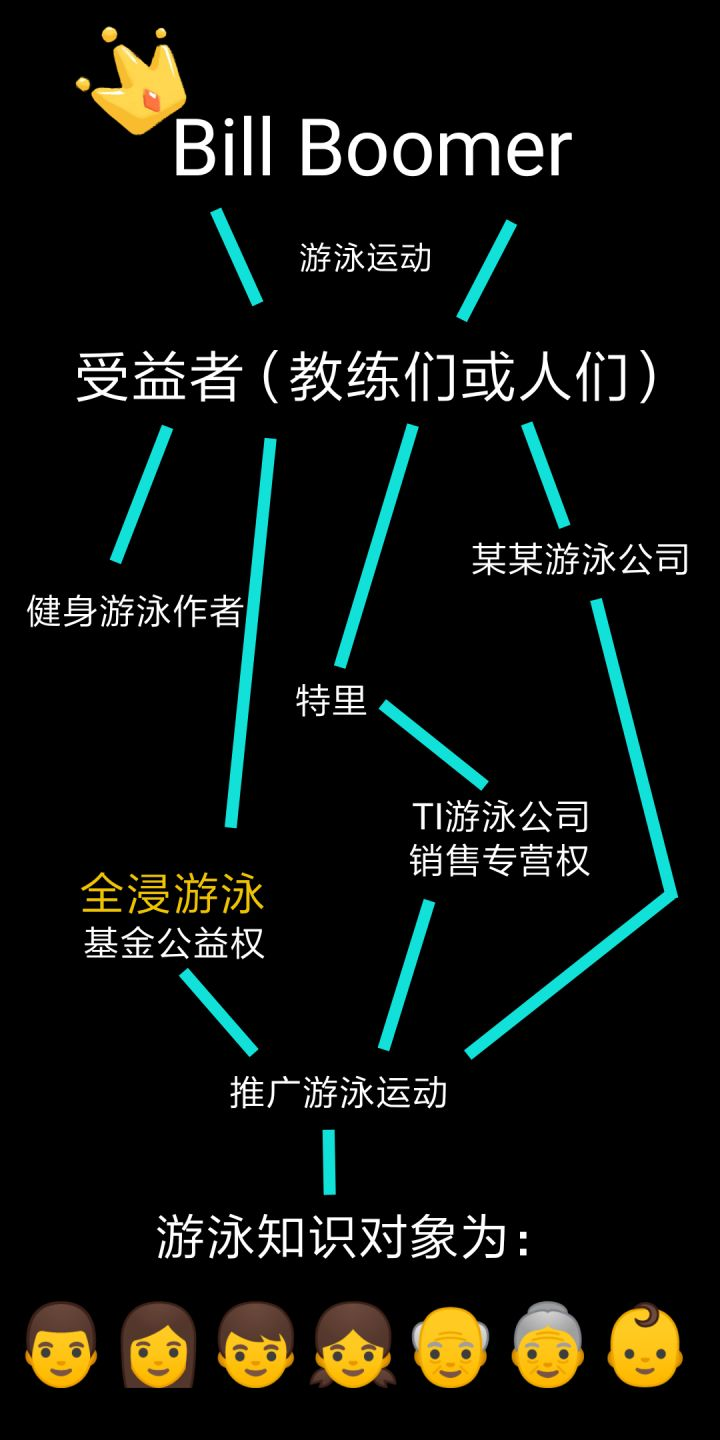 Bill Boomer
游泳运动
受益者（教练们或人们）
某某游泳公司
健身游泳作者
特里
TI游泳公司
销售专营权
全浸游泳
基金公益权
推广游泳运动
游泳知识对象为：